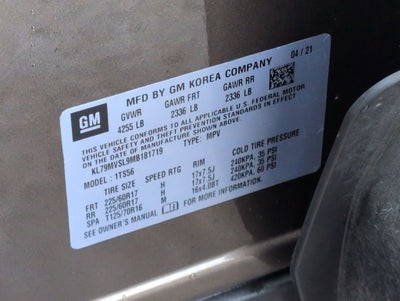 MFD BY GM KOREA COMPANY 04/21
GM
GVWR GAWR FRT GAWR RR
4255 LB 2336 LB 2336 LB
THIS VEHICLE CONFORMS TO ALL APPLICABLE U.S. FEDERAL MOTOR
VEHICLE SAFETY AND THEFT PREVENTION STANDARDS IN EFFECT ON
THE DATE OF MANUFACTURE SHOWN ABOVE.
KL79MVSL9MB181719 TYPE: MPV
MODEL: 1TS56
TIRE SIZE SPEED RTG RIM COLD TIRE PRESSURE
FRT 225/60R17 H 17x7.5J 240KPA, 35 PSI
RR 225/60R17 H 17x7.5J 240KPA, 35 PSI
SPA T125/70R16 M 16x4.0BT 420KPA, 60 PSI
SEE OWNER'S MANUAL FOR MORE INFORMATION.